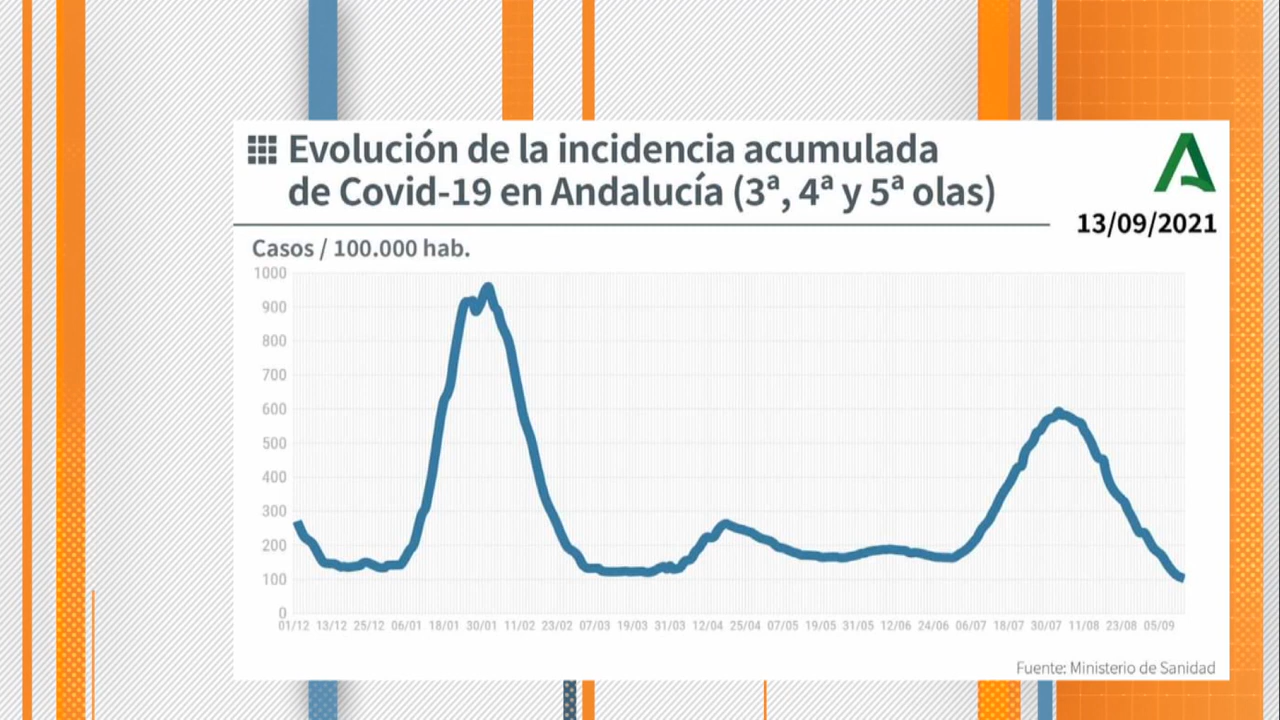 Evolución de la incidencia acumulada
de Covid-19 en Andalucía (3ª, 4ª y 5ª olas)
13/09/2021
Casos / 100.000 hab.
1000
900
800
700
600
500
400
300
200
100
0
01/12 13/12 25/12 06/01 18/01 30/01 11/02 23/02 07/03 19/03 31/03 12/04 25/04 07/05 19/05 31/05 12/06 24/06 06/07 18/07 30/07 11/08 23/08 05/09
Fuente: Ministerio de Sanidad